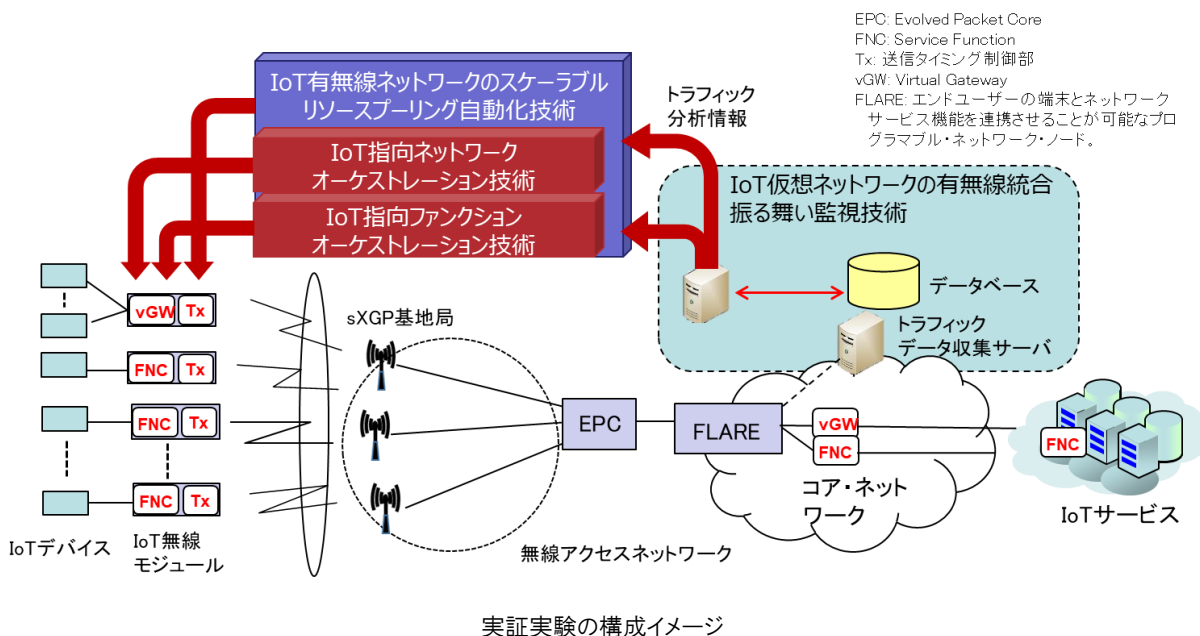 EPC: Evolved Packet Core
FNC: Service Function
Tx: 送信タイミング制御部
vGW: Virtual Gateway
FLARE: エンドユーザーの端末とネットワーク
サービス機能を連携させることが可能なプロ
グラマブル・ネットワーク・ノード。
IoT有無線ネットワークのスケーラブル
リソースプーリング自動化技術
IoT指向ネットワーク
オーケストレーション技術
IoT指向ファンクション
オーケストレーション技術
トラフィック
分析情報
IoT仮想ネットワークの有無線統合
振る舞い監視技術
データベース
トラフィック
データ収集サーバ
vGW Tx
FNC Tx
FNC Tx
FNC Tx
IoTデバイス
IoT無線
モジュール
sXGP基地局
無線アクセスネットワーク
EPC
FLARE
vGW
FNC
コア・ネット
ワーク
FNC
IoTサービス
実証実験の構成イメージ